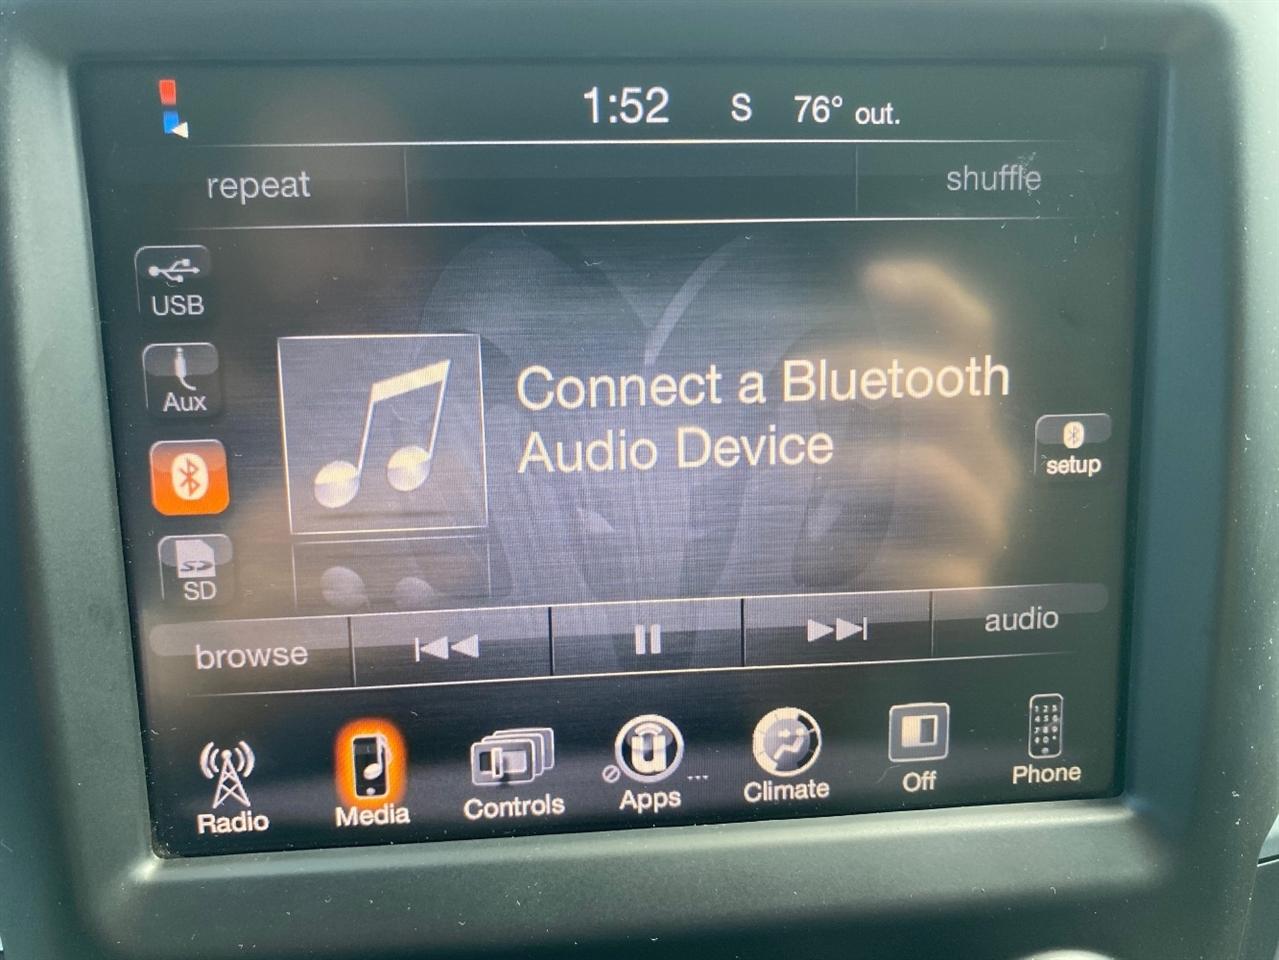 1:52 S 76° out.
repeat shuffle
USB
Aux
Connect a Bluetooth
Audio Device
setup
SD
browse audio
Radio Media Controls Apps Climate Off Phone